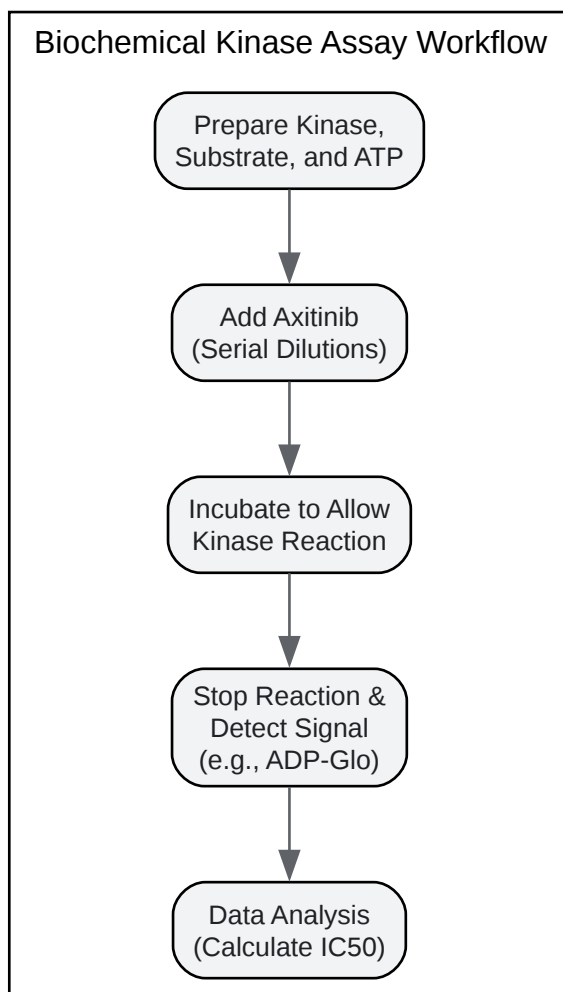 Biochemical Kinase Assay Workflow
Prepare Kinase,
Substrate, and ATP
Add Axitinib
(Serial Dilutions)
Incubate to Allow
Kinase Reaction
Stop Reaction &
Detect Signal
(e.g., ADP-Glo)
Data Analysis
(Calculate IC50)